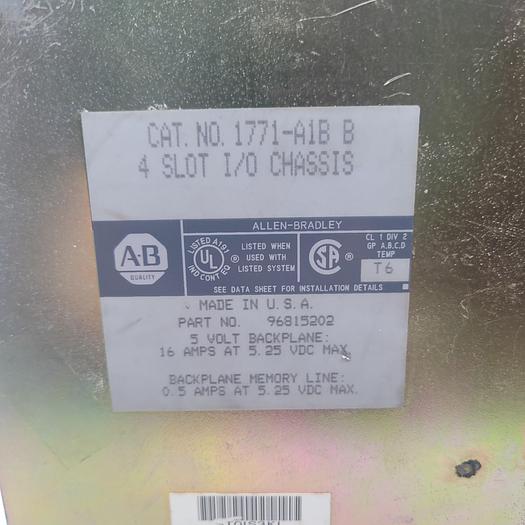 CAT. NO. 1771-A1B B
4 SLOT I/O CHASSIS
ALLEN-BRADLEY
A-B
QUALITY
LISTED A191
UL ®
IND CONT EQ
LISTED WHEN
USED WITH
LISTED SYSTEM
SA ®
CL 1 DIV 2
GP A,B,C,D
TEMP
T6
SEE DATA SHEET FOR INSTALLATION DETAILS
MADE IN U.S.A.
PART NO. 96815202
5 VOLT BACKPLANE:
16 AMPS AT 5.25 VDC MAX.
BACKPLANE MEMORY LINE:
0.5 AMPS AT 5.25 VDC MAX.